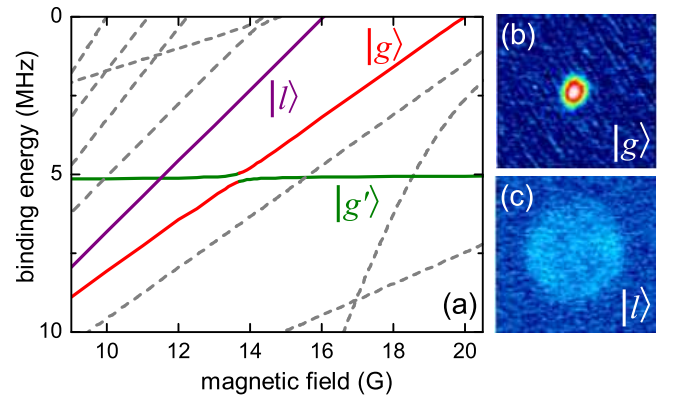 0
5
10
binding energy (MHz)
10
12
14
16
18
20
magnetic field (G)
|l⟩
|g⟩
|g′⟩
(a)
(b)
|g⟩
(c)
|l⟩